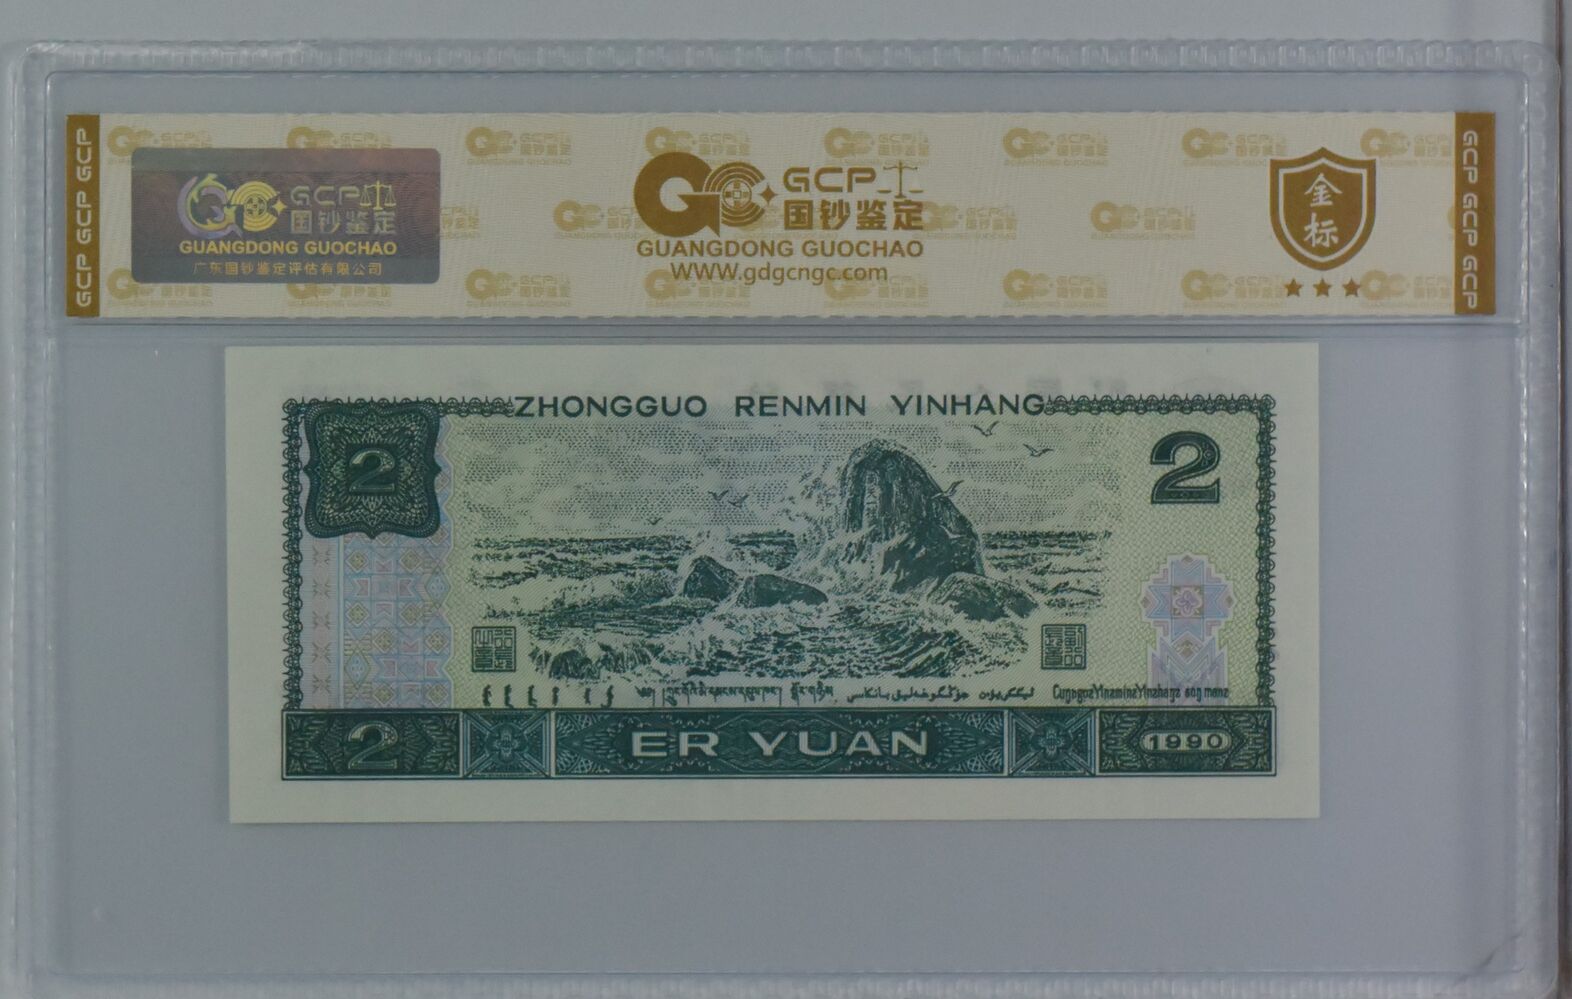 GCP GCP GCP
GCP
国钞鉴定
GUANGDONG GUOCHAO
广东国钞鉴定评估有限公司
GCP
国钞鉴定
GUANGDONG GUOCHAO
WWW.gdgcngc.com
金标
GCP GCP GCP
ZHONGGUO RENMIN YINHANG
2
2
2
ER YUAN
1990